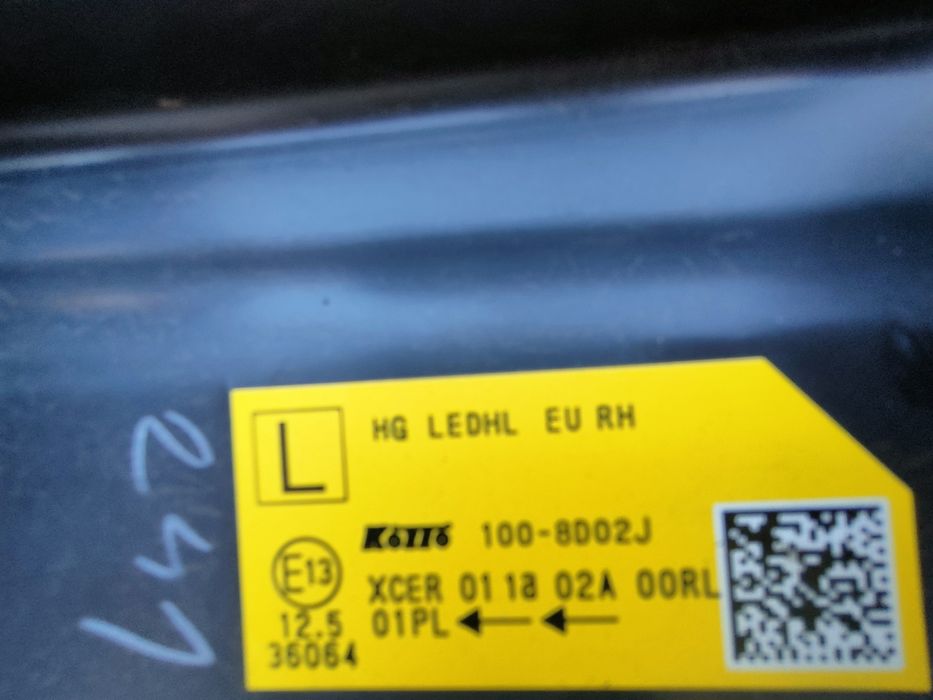 L
HG LEDHL EU RH
KOITO 100-8D02J
E13
XCER 01 18 02A 00RL
12.5 01PL
36064
247